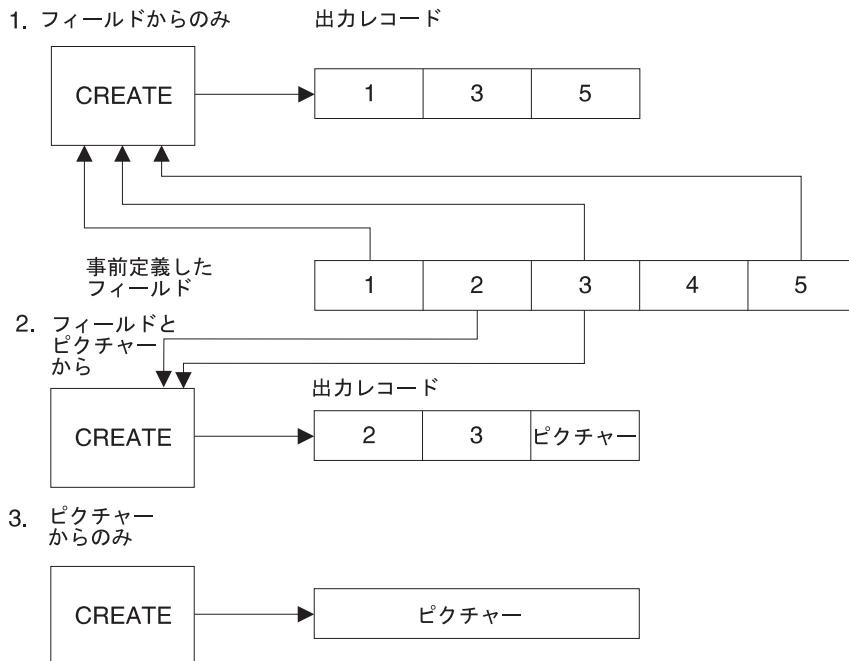 1. フィールドからのみ
出力レコード
CREATE
1 3 5
事前定義した
フィールド
1 2 3 4 5
2. フィールドと
ピクチャー
から
出力レコード
CREATE
2 3 ピクチャー
3. ピクチャー
からのみ
CREATE
ピクチャー